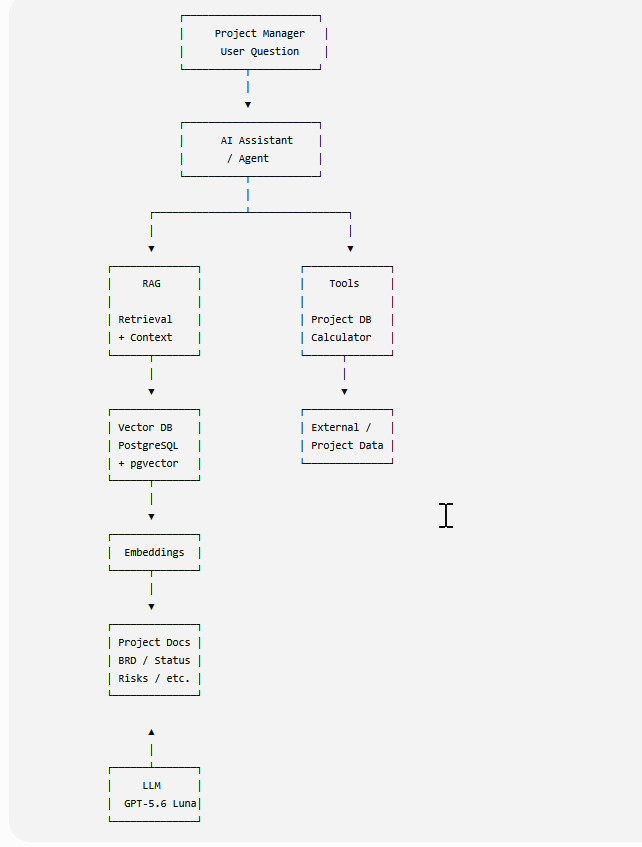 Project Manager
User Question
AI Assistant
/ Agent
RAG
Retrieval
+ Context
Tools
Project DB
Calculator
Vector DB
PostgreSQL
+ pgvector
External /
Project Data
Embeddings
Project Docs
BRD / Status
Risks / etc.
LLM
GPT-5.6 Luna